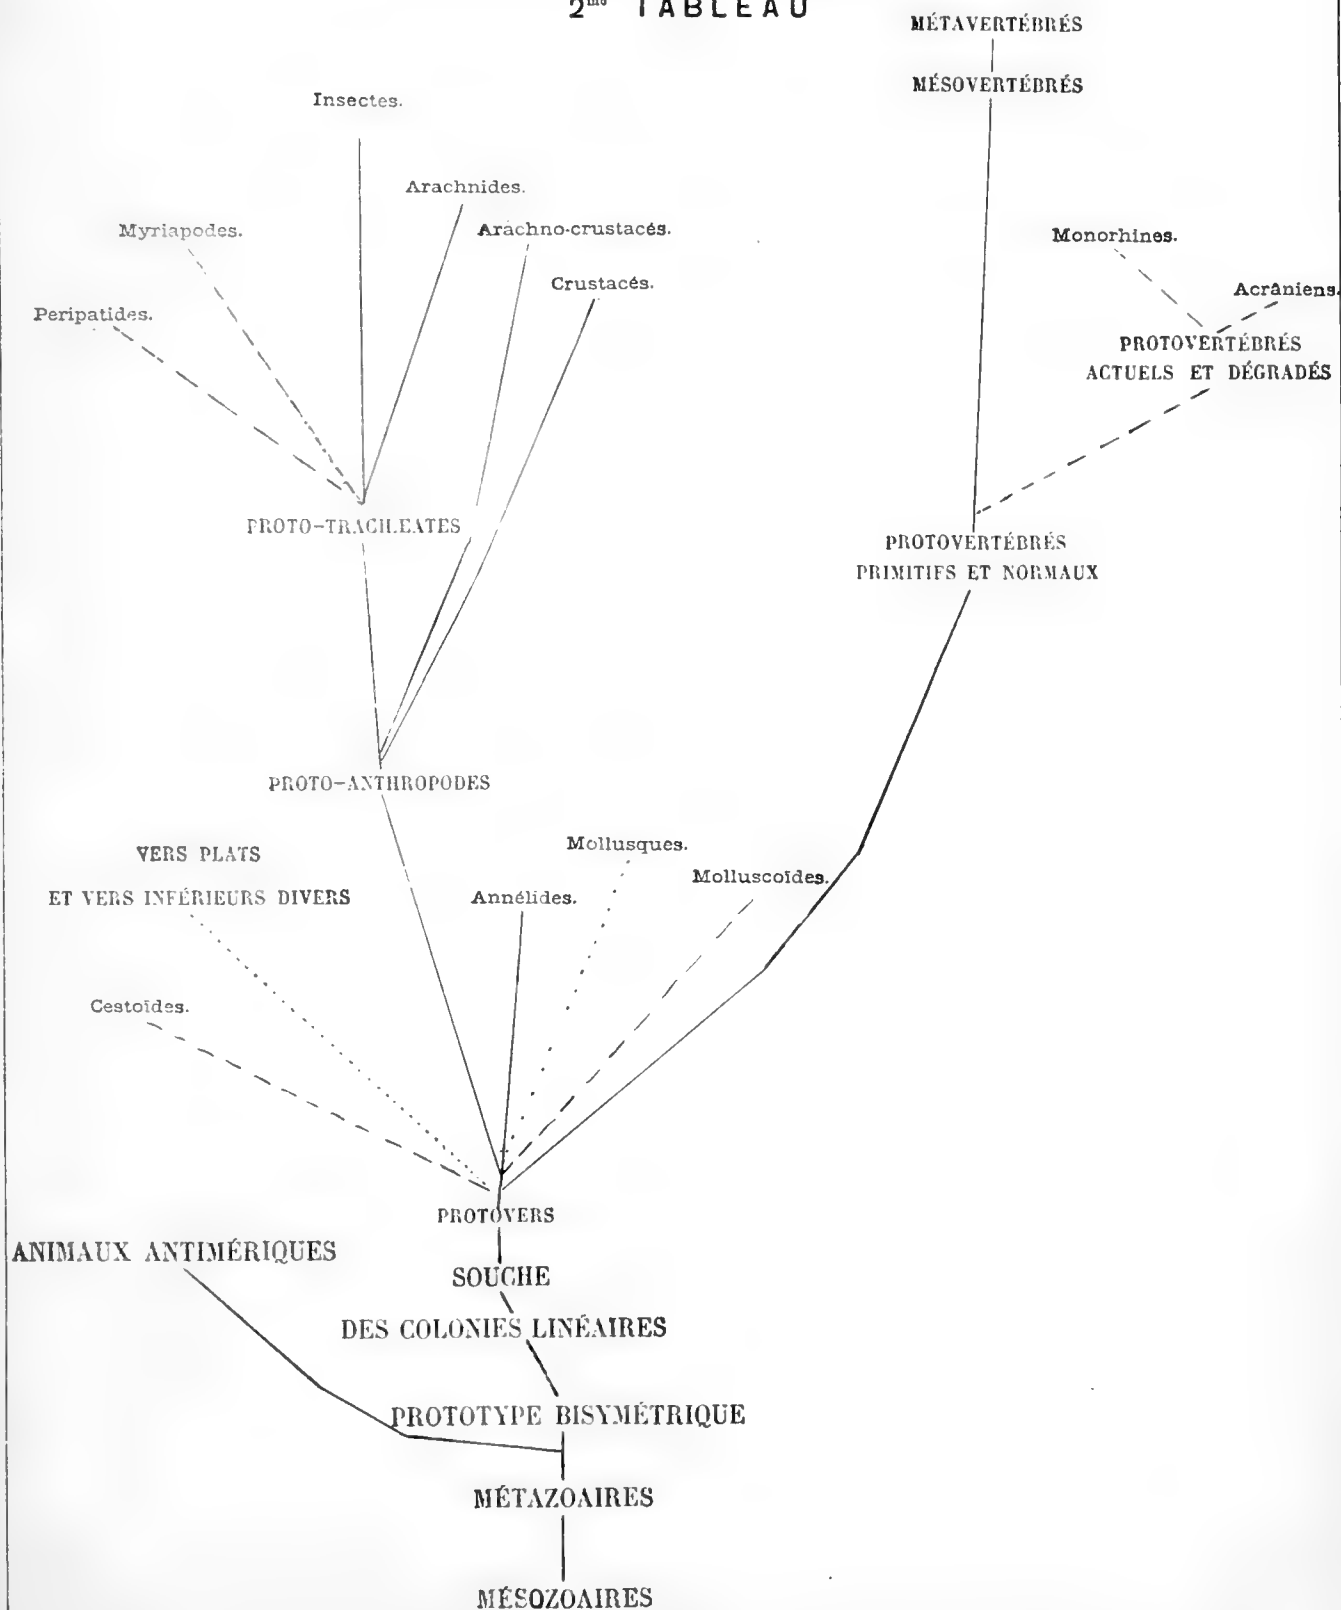 2me TABLEAU
MÉTAVERTÉBRÉS
MÉSOVERTÉBRÉS
Insectes.
Arachnides.
Myriapodes.
Arachno-crustacés.
Monorhines.
Crustacés.
Acrâniens.
Peripatides.
PROTOVERTÉBRÉS
ACTUELS ET DÉGRADÉS
PROTO-TRACHEATES
PROTOVERTÉBRÉS
PRIMITIFS ET NORMAUX
PROTO-ANTHROPODES
VERS PLATS
ET VERS INFÉRIEURS DIVERS
Mollusques.
Molluscoïdes.
Annélides.
Cestoïdes.
PROTOVERS
ANIMAUX ANTIMÉRIQUES
SOUCHE
DES COLONIES LINÉAIRES
PROTOTYPE BISYMÉTRIQUE
MÉTAZOAIRES
MÉSOZOAIRES